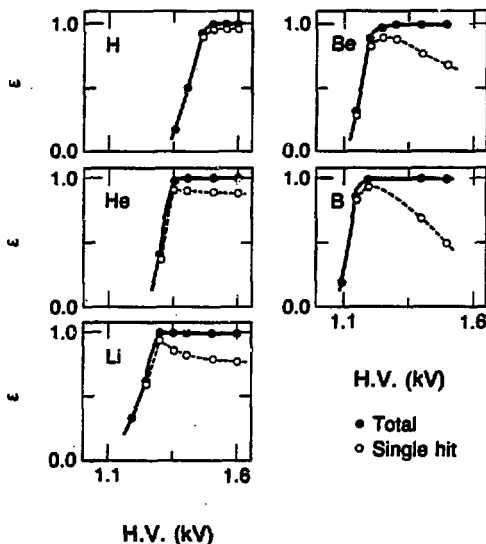 ε
1.0
0.0
H
Be
1.0
0.0
ε
1.0
0.0
He
B
1.0
0.0
1.1
1.6
ε
1.0
0.0
Li
1.1
1.6
H.V. (kV)
H.V. (kV)
● Total
○ Single hit